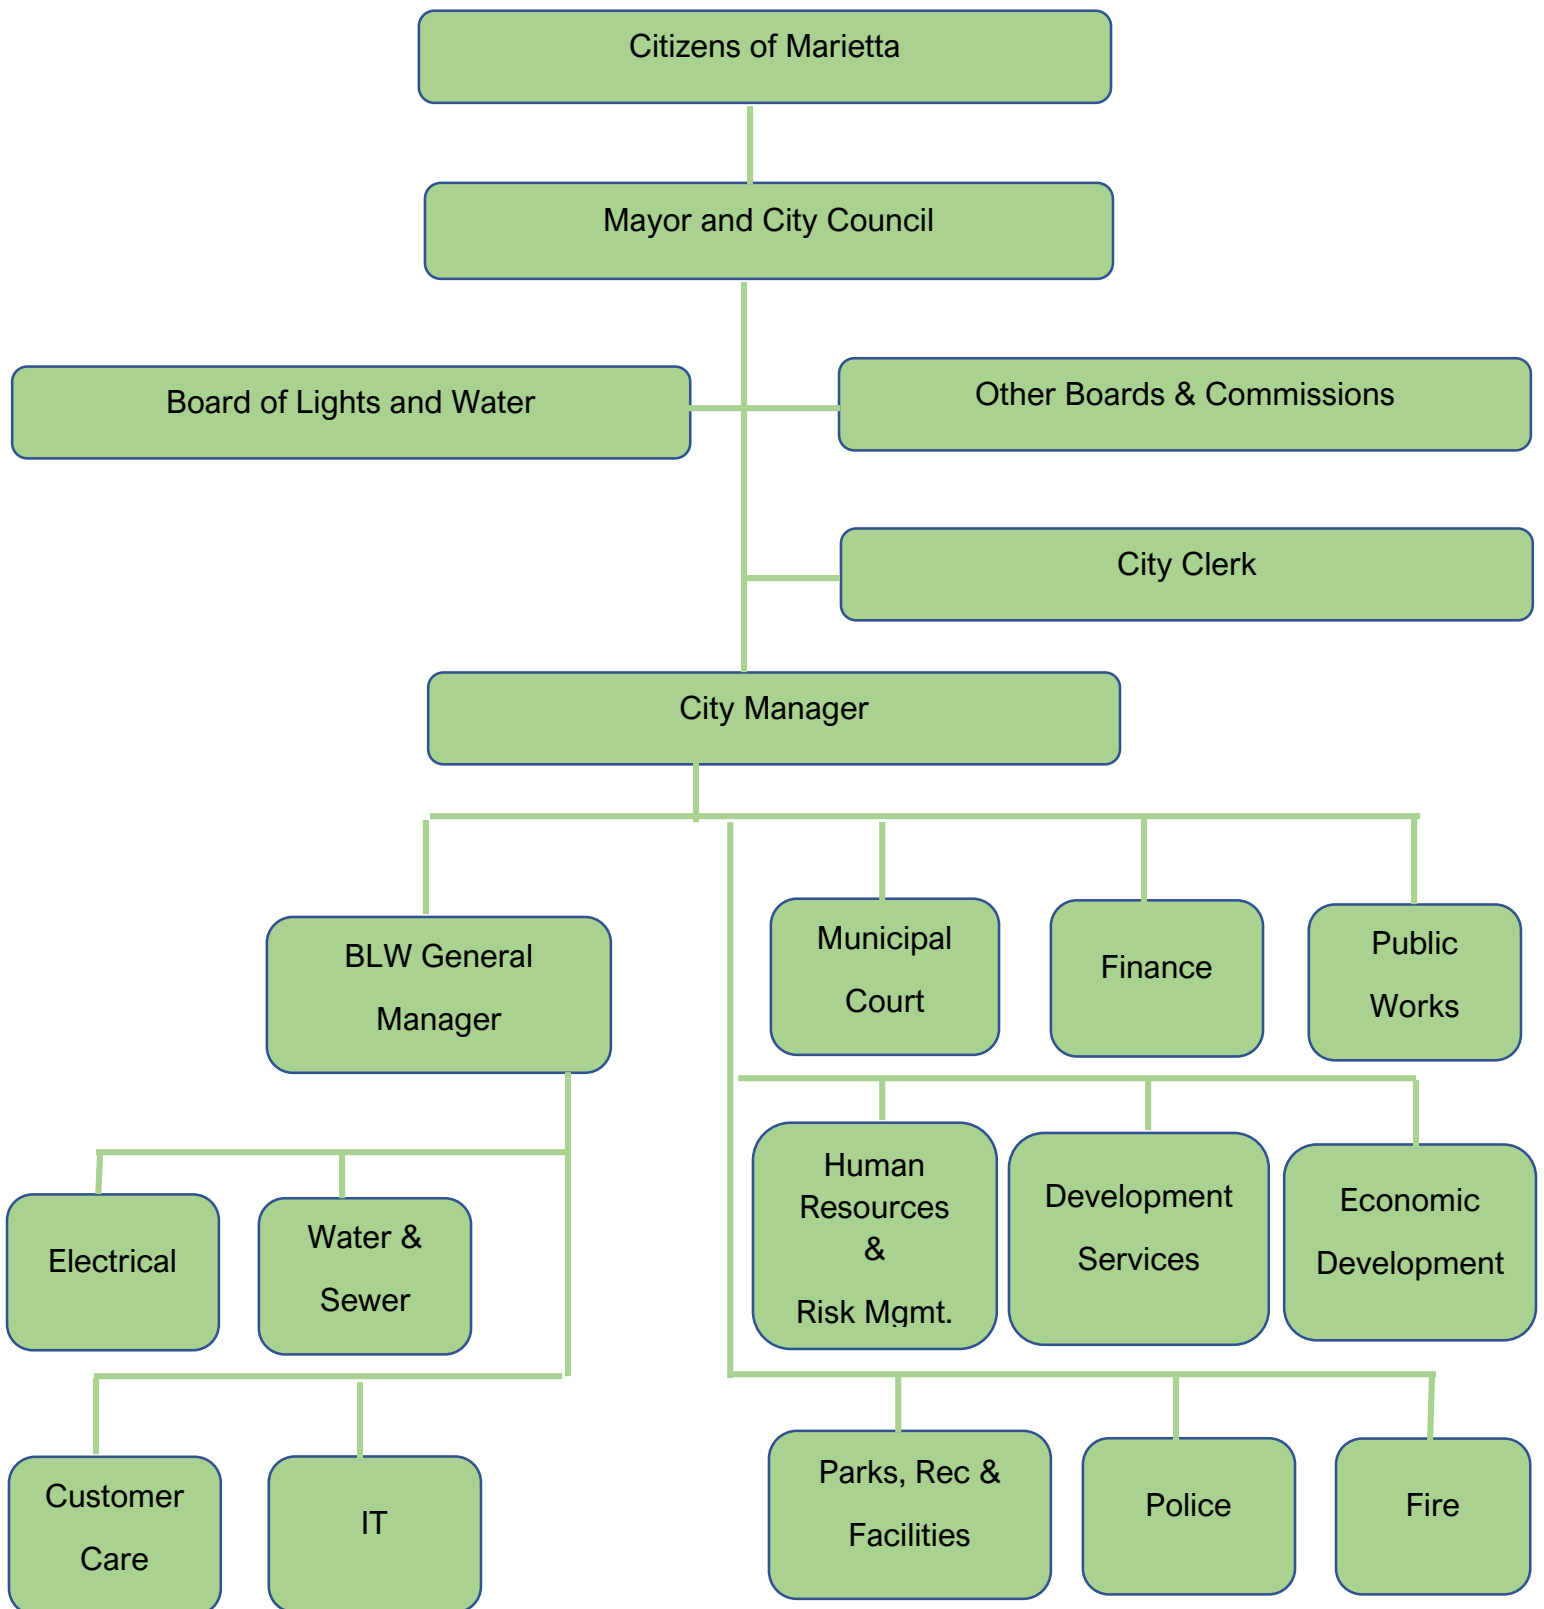 Citizens of Marietta
Mayor and City Council
Board of Lights and Water
Other Boards & Commissions
City Clerk
City Manager
BLW General
Manager
Municipal
Court
Finance
Public
Works
Human
Resources
&
Risk Mgmt.
Development
Services
Economic
Development
Electrical
Water &
Sewer
Customer
Care
IT
Parks, Rec &
Facilities
Police
Fire